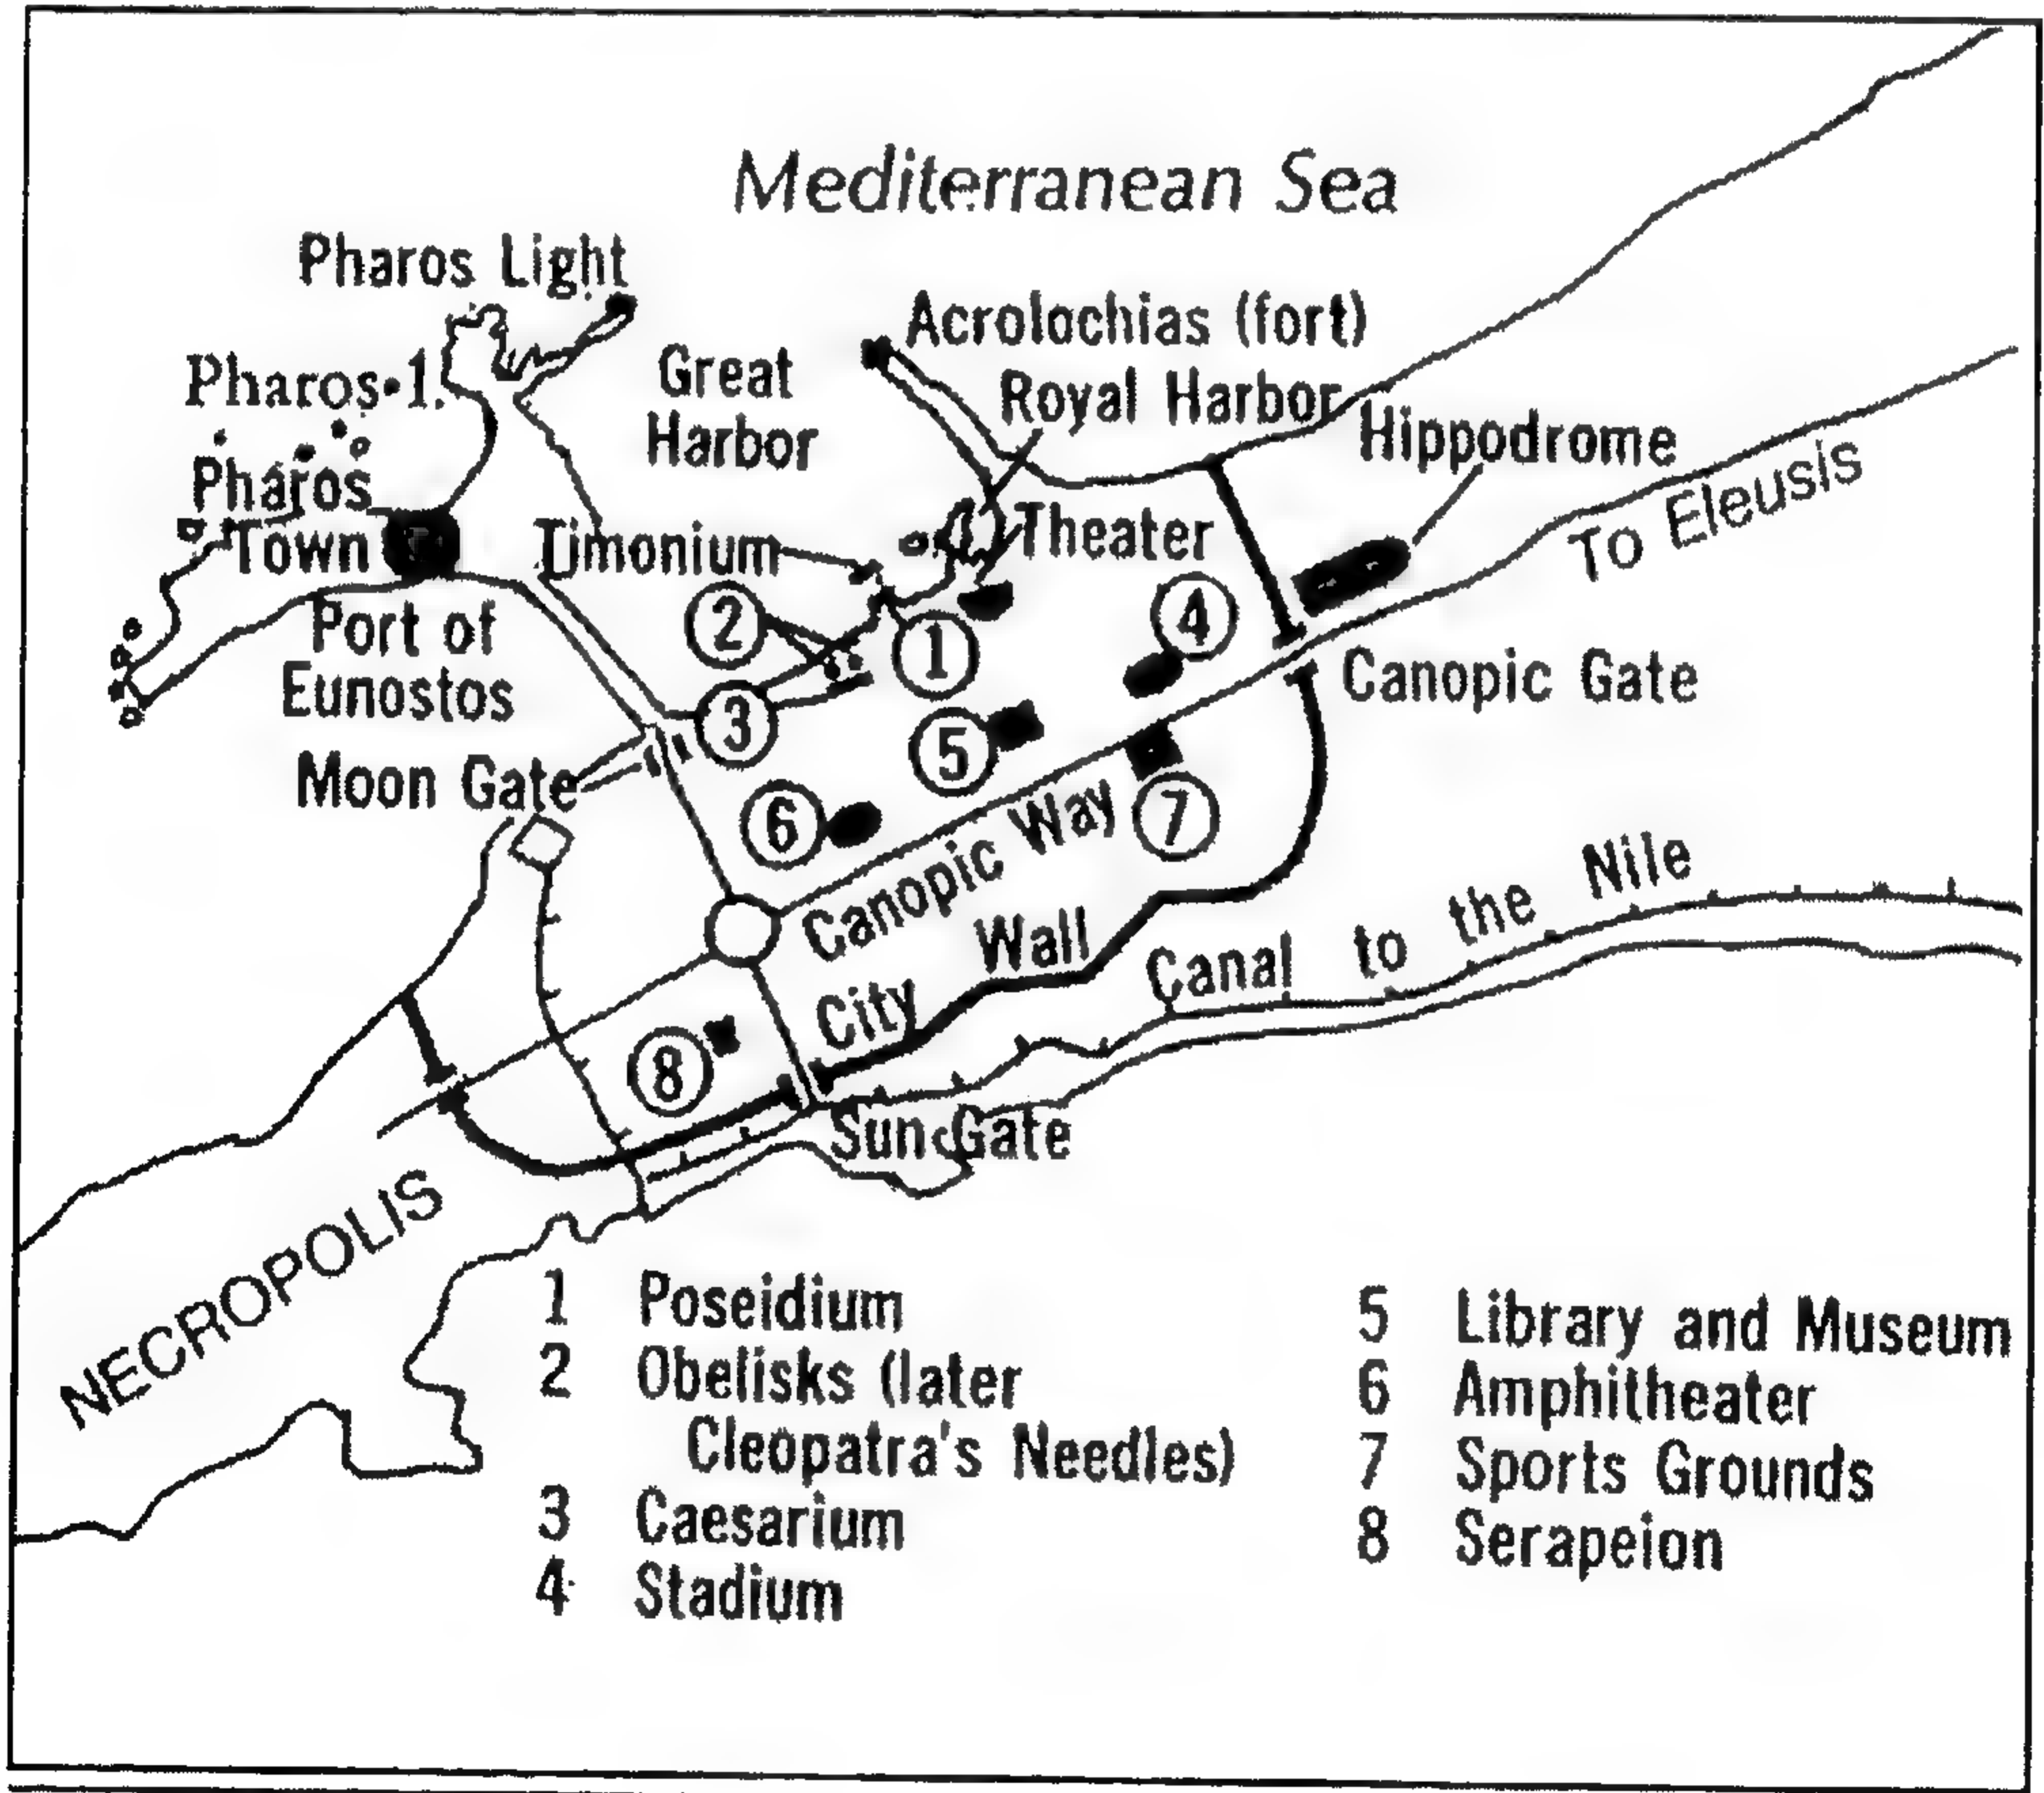 Mediterranean Sea
Pharos Light
Acrolochias (fort)
Great
Harbor
Pharos I.
Royal Harbor
Hippodrome
Pharos
Town
Timonium
Theater
To Eleusis
2
4
1
Port of
Eunostos
Canopic Gate
3
5
Moon Gate
6
7
Canopic Way
City Wall
Canal to the Nile
8
Sun Gate
NECROPOLIS
1 Poseidium
2 Obelisks (later
Cleopatra's Needles)
3 Caesarium
4 Stadium
5 Library and Museum
6 Amphitheater
7 Sports Grounds
8 Serapeion